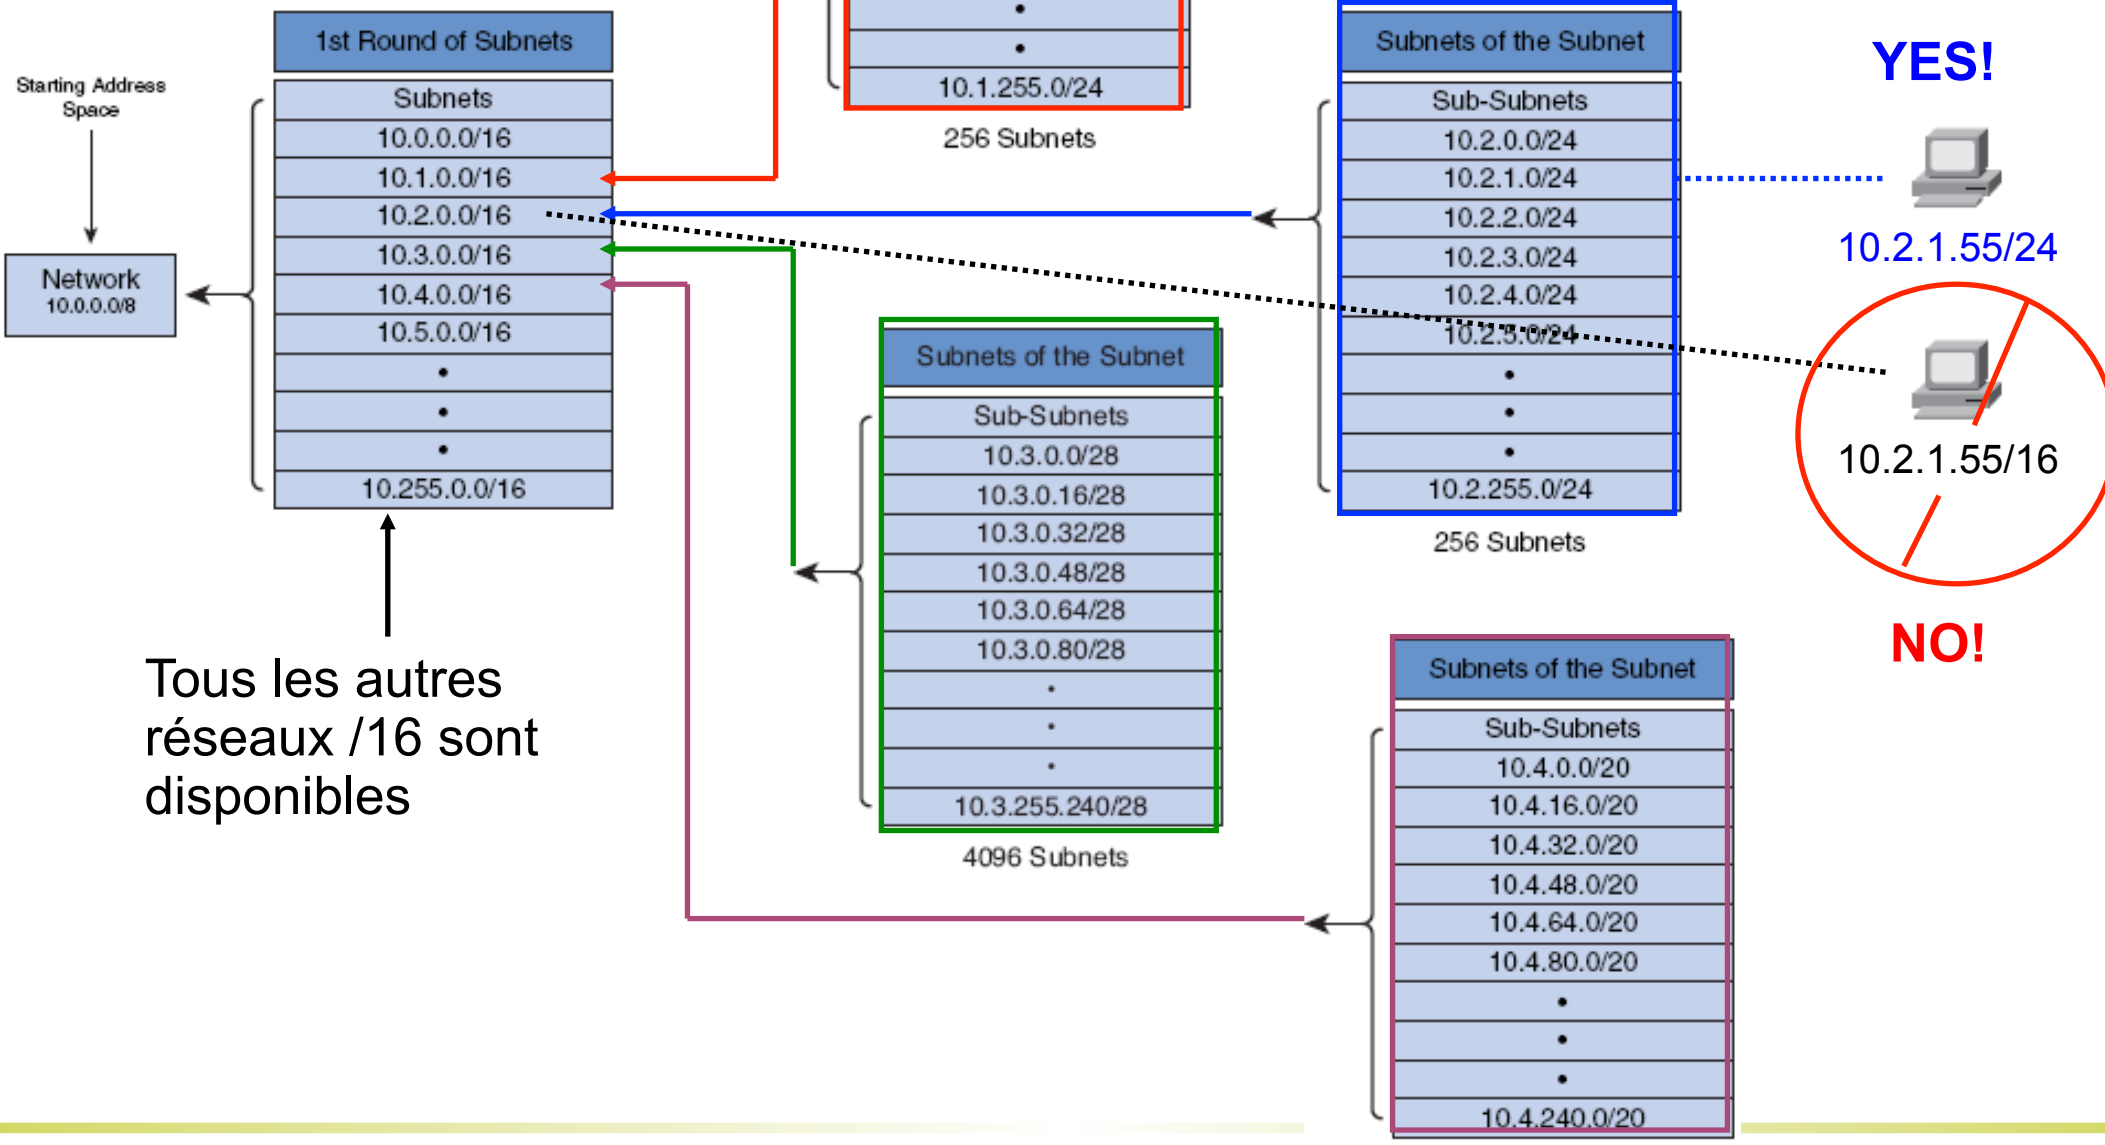 Starting Address
Space
Network
10.0.0.0/8
1st Round of Subnets
Subnets
10.0.0.0/16
10.1.0.0/16
10.2.0.0/16
10.3.0.0/16
10.4.0.0/16
10.5.0.0/16
10.255.0.0/16
Tous les autres
réseaux /16 sont
disponibles
10.1.255.0/24
256 Subnets
Subnets of the Subnet
Sub-Subnets
10.3.0.0/28
10.3.0.16/28
10.3.0.32/28
10.3.0.48/28
10.3.0.64/28
10.3.0.80/28
10.3.255.240/28
4096 Subnets
Subnets of the Subnet
Sub-Subnets
10.2.0.0/24
10.2.1.0/24
10.2.2.0/24
10.2.3.0/24
10.2.4.0/24
10.2.5.0/24
10.2.255.0/24
256 Subnets
Subnets of the Subnet
Sub-Subnets
10.4.0.0/20
10.4.16.0/20
10.4.32.0/20
10.4.48.0/20
10.4.64.0/20
10.4.80.0/20
10.4.240.0/20
YES!
10.2.1.55/24
10.2.1.55/16
NO!